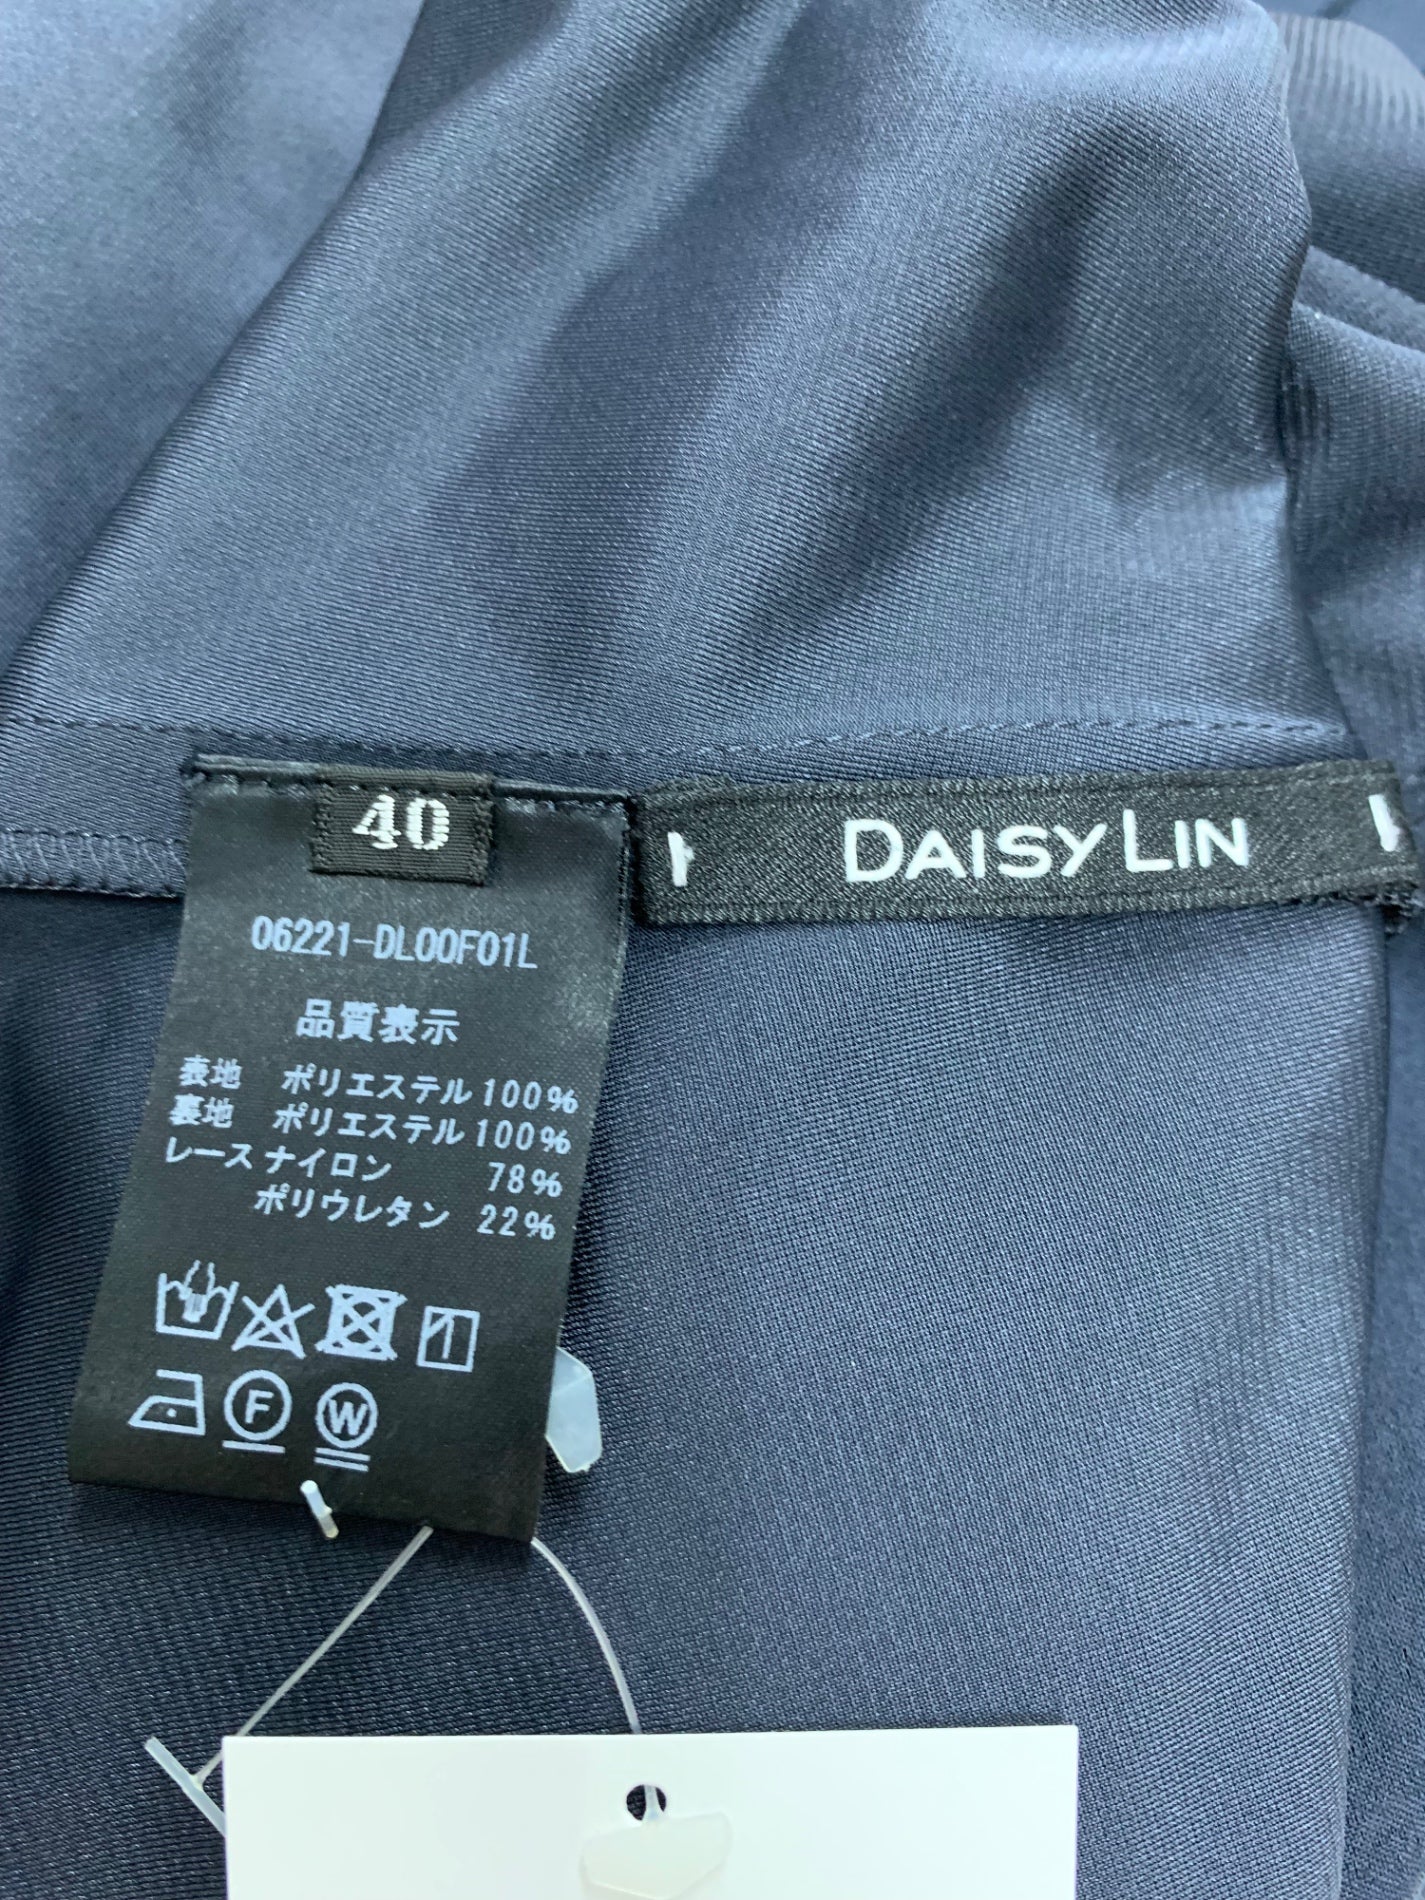 40
DAISY LIN
06221-DL00F01L
品質表示
表地 ポリエステル 100%
裏地 ポリエステル 100%
レース ナイロン 78%
ポリウレタン 22%
F W